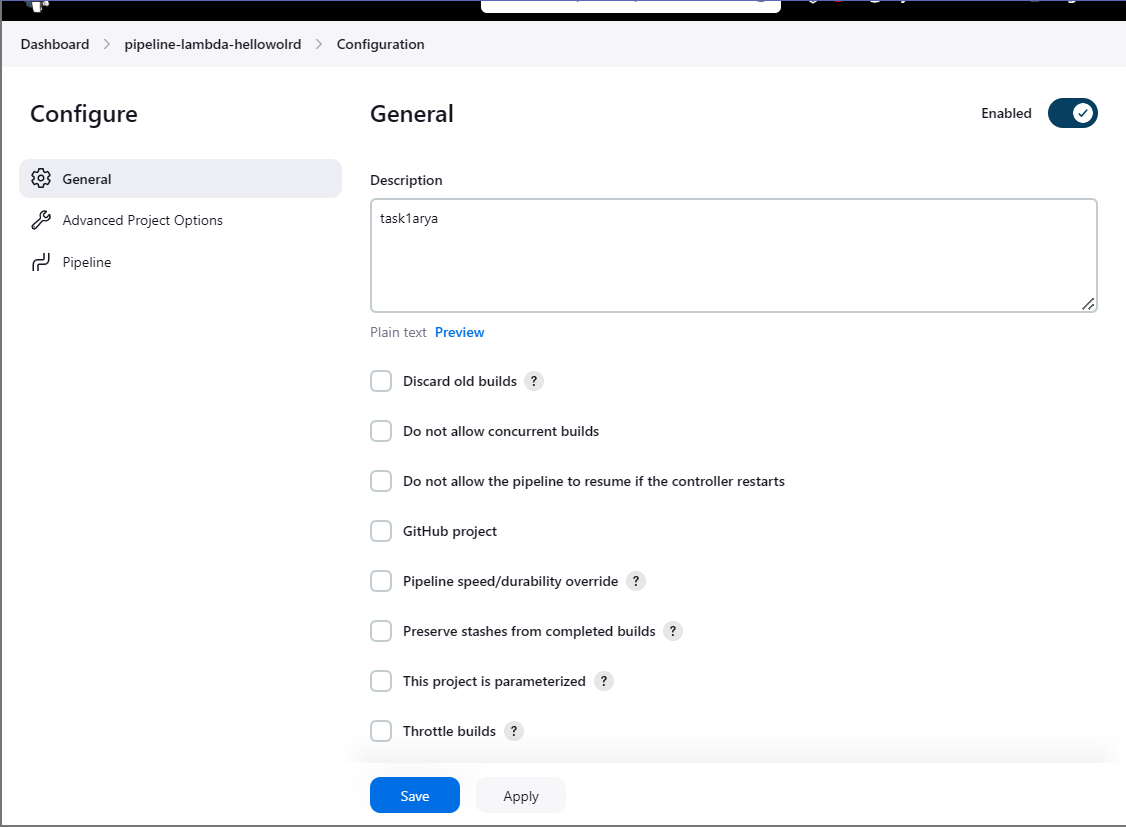 Dashboard > pipeline-lambda-hellowolrd > Configuration
Configure
General
Advanced Project Options
Pipeline
General
Enabled
Description
task1arya
Plain text Preview
Discard old builds ?
Do not allow concurrent builds
Do not allow the pipeline to resume if the controller restarts
GitHub project
Pipeline speed/durability override ?
Preserve stashes from completed builds ?
This project is parameterized ?
Throttle builds ?
Save Apply